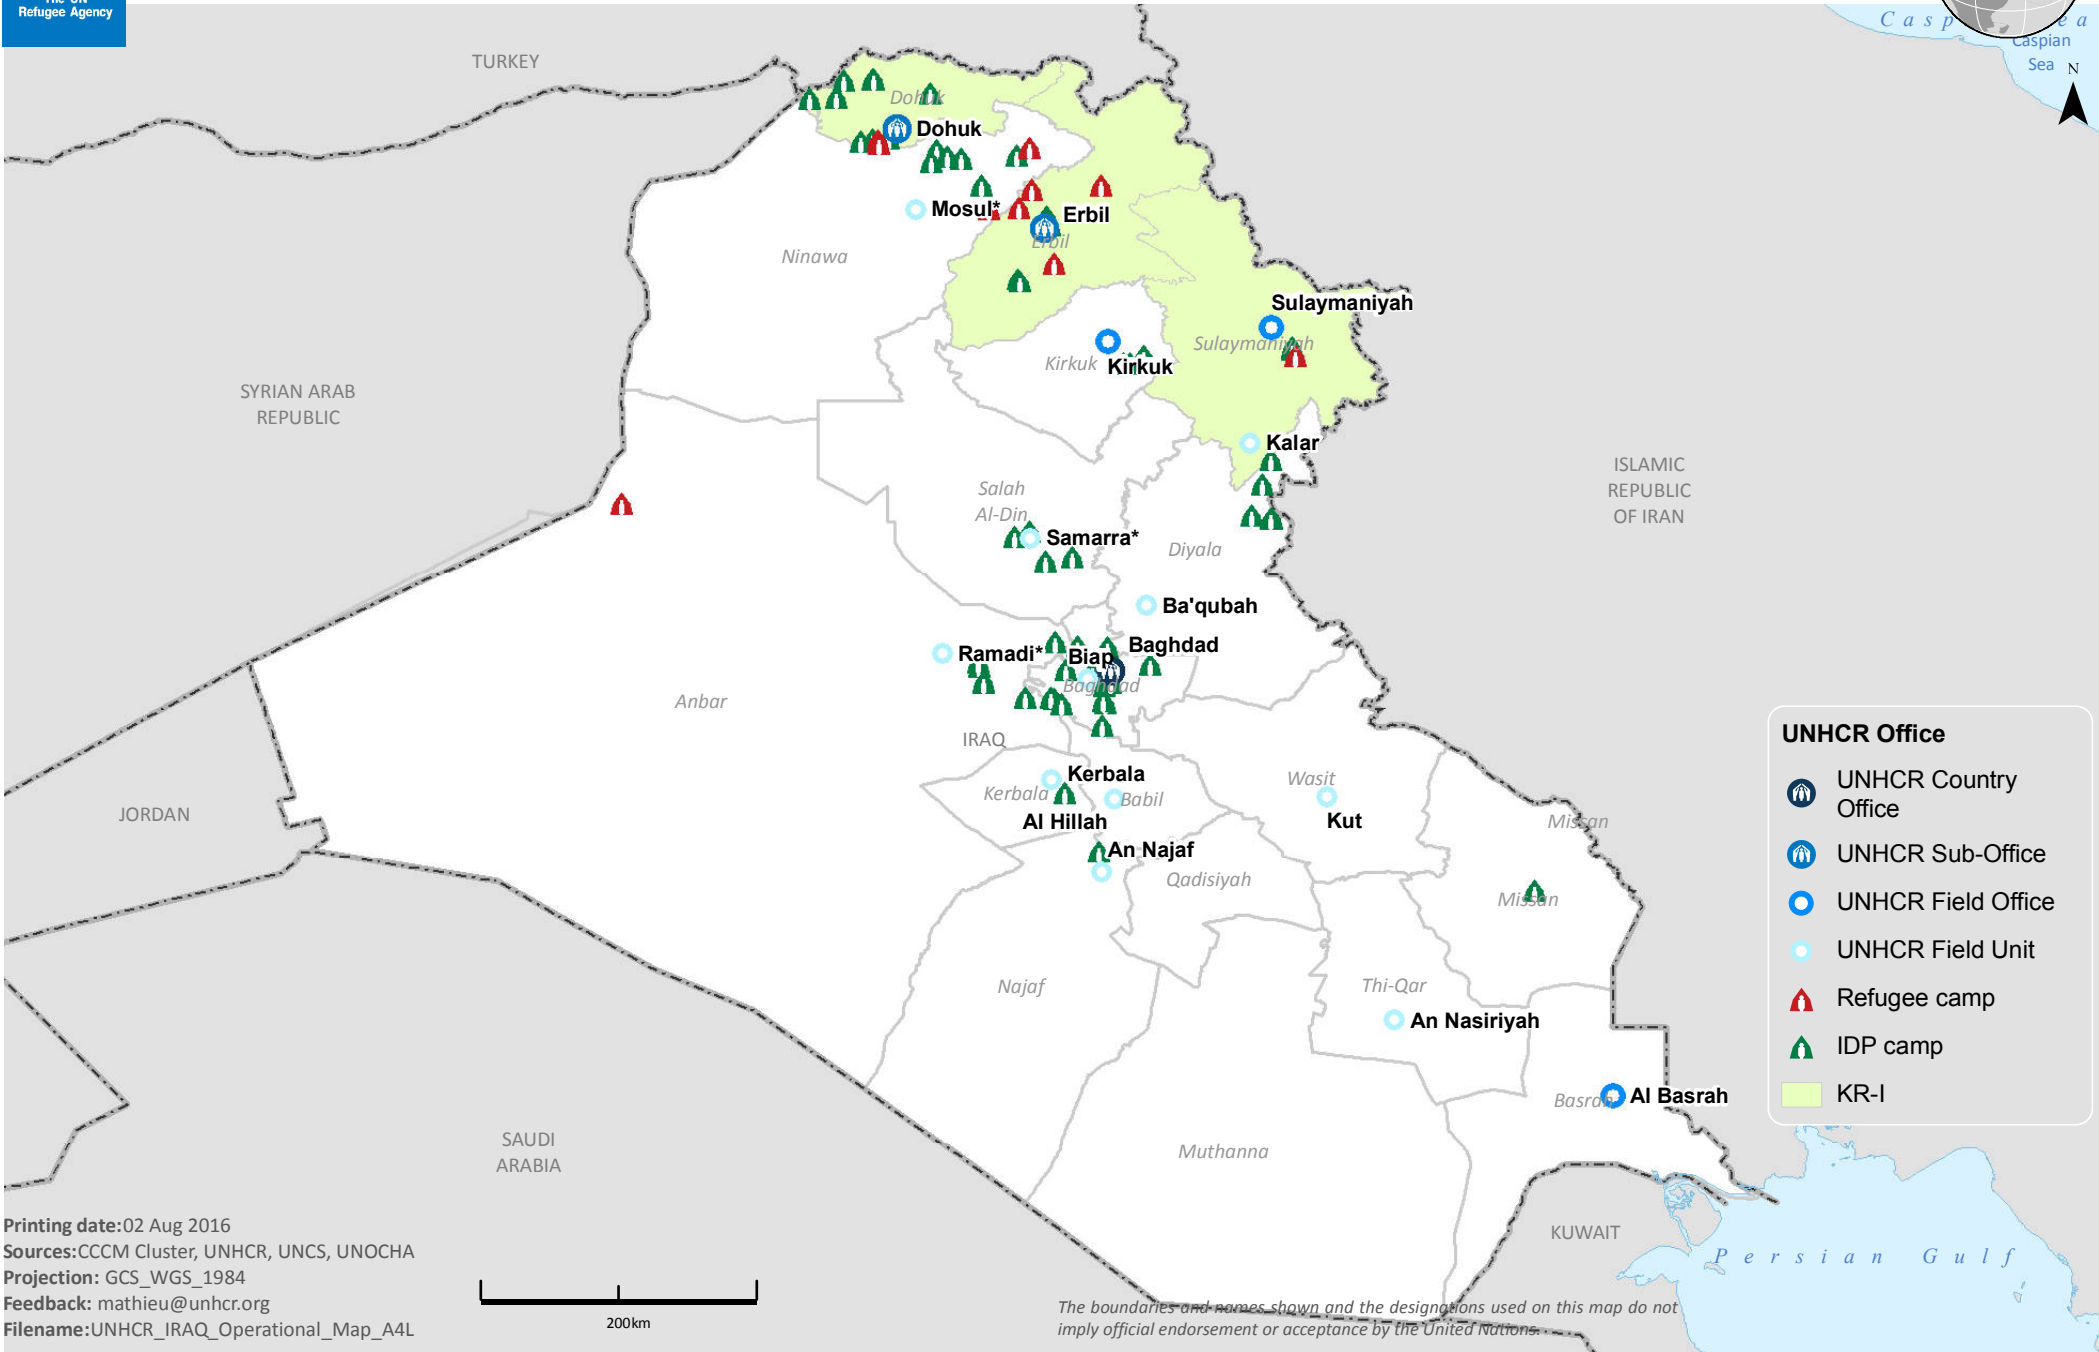 The UN
Refugee Agency
Caspian Sea
Caspian
Sea
N
TURKEY
Dohuk
Dohuk
Mosul*
Erbil
Erbil
Ninawa
Sulaymaniyah
Sulaymaniyah
Kirkuk
Kirkuk
SYRIAN ARAB
REPUBLIC
Kalar
ISLAMIC
REPUBLIC
OF IRAN
Salah
Al-Din
Samarra*
Diyala
Ba'qubah
Ramadi*
Biap
Baghdad
Baghdad
Anbar
IRAQ
Kerbala
Kerbala
Babil
Al Hillah
Wasit
Kut
Missan
Missan
An Najaf
Qadisiyah
JORDAN
Najaf
Thi-Qar
An Nasiriyah
Basrah
Al Basrah
Muthanna
SAUDI
ARABIA
KUWAIT
Persian Gulf
UNHCR Office
UNHCR Country
Office
UNHCR Sub-Office
UNHCR Field Office
UNHCR Field Unit
Refugee camp
IDP camp
KR-I
Printing date:02 Aug 2016
Sources:CCCM Cluster, UNHCR, UNCS, UNOCHA
Projection: GCS_WGS_1984
Feedback: mathieu@unhcr.org
Filename:UNHCR_IRAQ_Operational_Map_A4L
200km
The boundaries and names shown and the designations used on this map do not
imply official endorsement or acceptance by the United Nations.